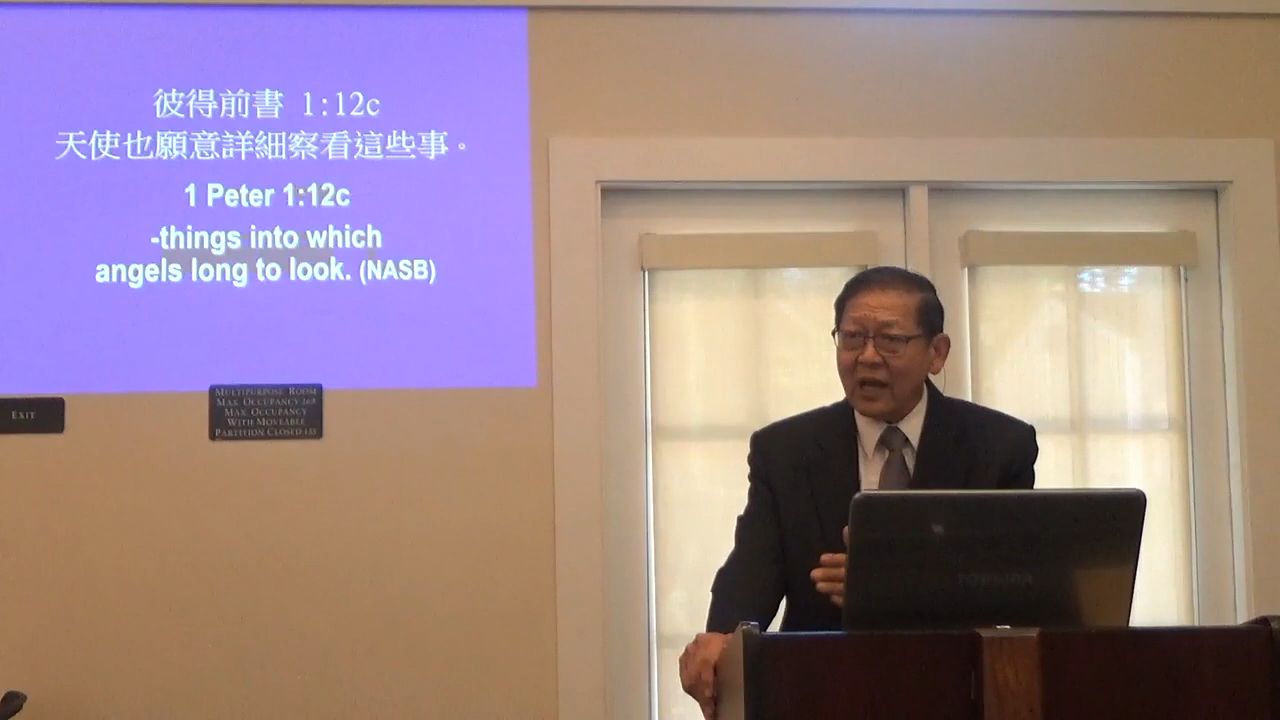 彼得前書 1:12c
天使也願意詳細察看這些事。
1 Peter 1:12c
-things into which
angels long to look. (NASB)
EXIT
MULTIPURPOSE ROOM
MAX. OCCUPANCY
MAX. OCCUPANCY
WITH MOVEABLE
PARTITION CLOSED
TOSHIBA